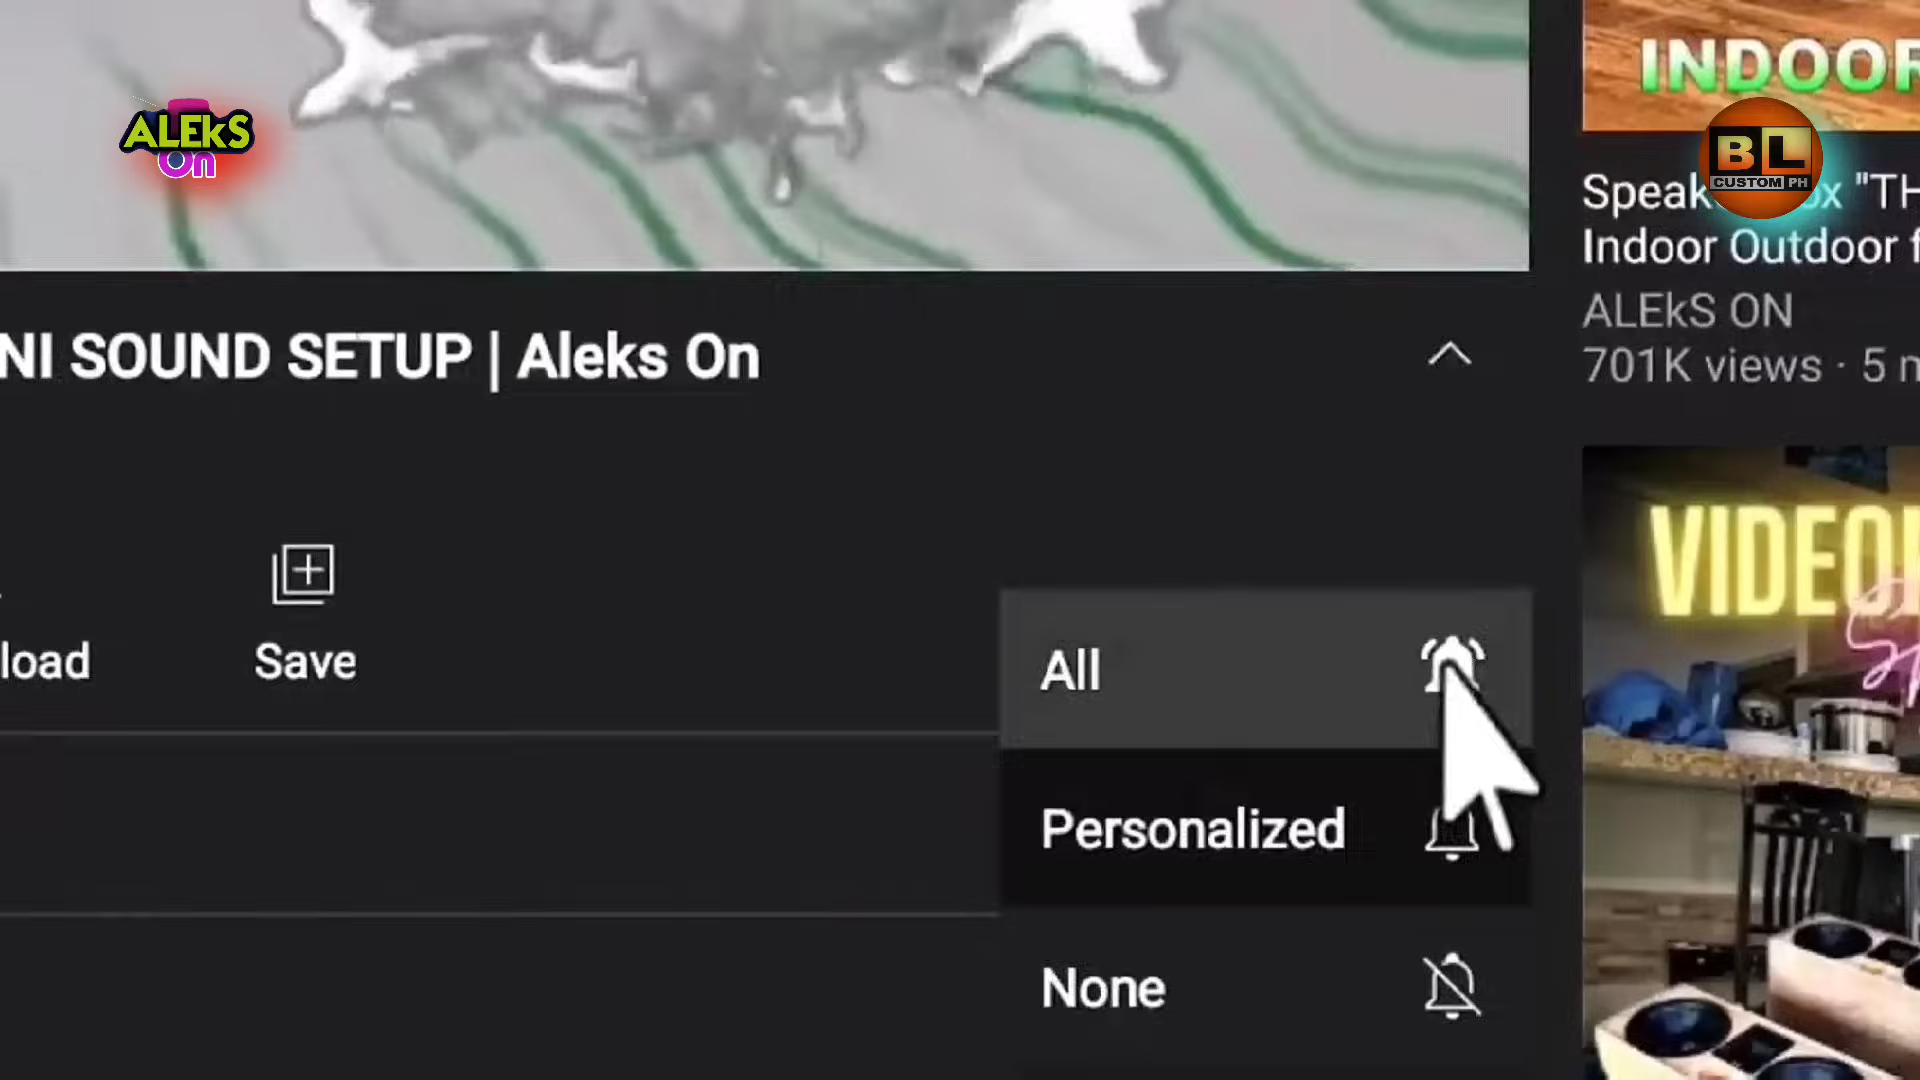 ALEkS
On
INDOOR
BL
CUSTOM PH
Indoor Outdoor
ALEkS ON
701K views · 5
NI SOUND SETUP | Aleks On
load
Save
All
Personalized
None